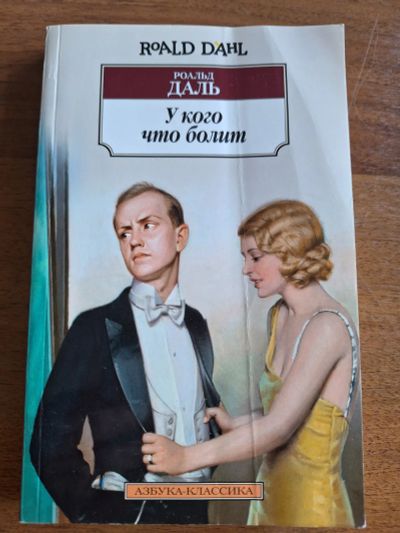 ROALD DAHL
РОАЛЬД
ДАЛЬ
У кого
что болит
АЗБУКА-КЛАССИКА